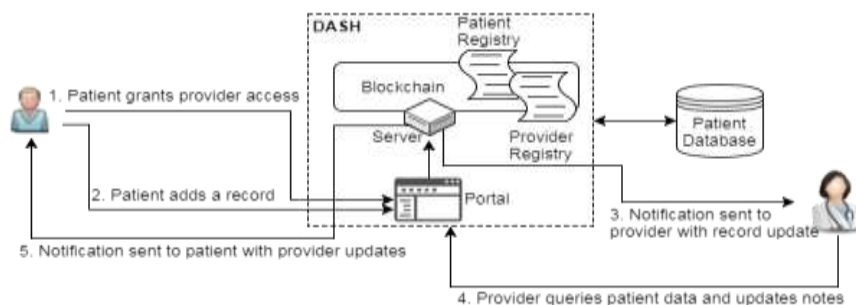 DASH
Patient
Registry
1. Patient grants provider access
Blockchain
Server
Provider
Registry
Patient
Database
2. Patient adds a record
Portal
3. Notification sent to
provider with record update
5. Notification sent to patient with provider updates
4. Provider queries patient data and updates notes